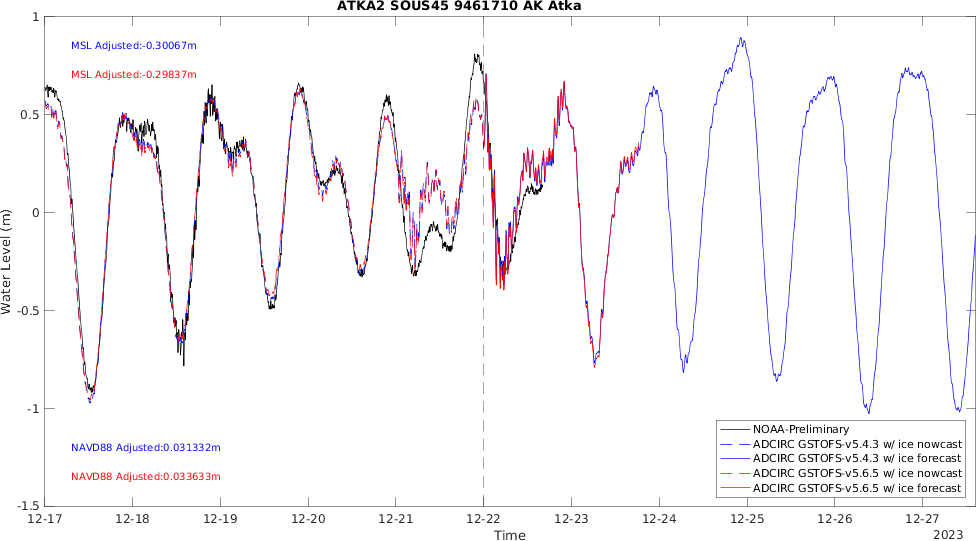 ATKA2 SOUS45 9461710 AK Atka
MSL Adjusted:-0.30067m
MSL Adjusted:-0.29837m
NAVD88 Adjusted:0.031332m
NAVD88 Adjusted:0.033633m
Water Level (m)
1
0.5
0
-0.5
-1
-1.5
NOAA-Preliminary
ADCIRC GSTOFS-v5.4.3 w/ ice nowcast
ADCIRC GSTOFS-v5.4.3 w/ ice forecast
ADCIRC GSTOFS-v5.6.5 w/ ice nowcast
ADCIRC GSTOFS-v5.6.5 w/ ice forecast
12-17 12-18 12-19 12-20 12-21 12-22 12-23 12-24 12-25 12-26 12-27
Time
2023